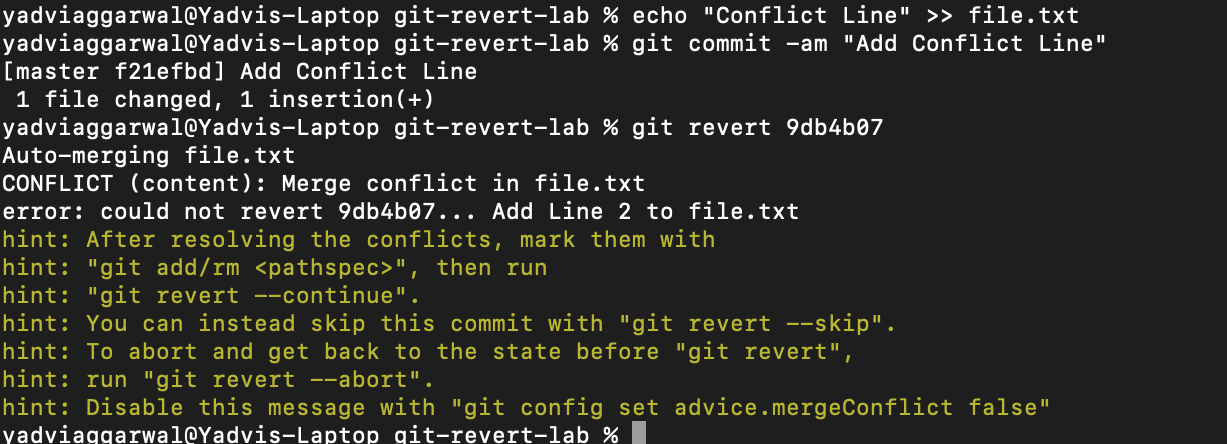 yadviaggarwal@Yadvis-Laptop git-revert-lab % echo "Conflict Line" >> file.txt
yadviaggarwal@Yadvis-Laptop git-revert-lab % git commit -am "Add Conflict Line"
[master f21efbd] Add Conflict Line
 1 file changed, 1 insertion(+)
yadviaggarwal@Yadvis-Laptop git-revert-lab % git revert 9db4b07
Auto-merging file.txt
CONFLICT (content): Merge conflict in file.txt
error: could not revert 9db4b07... Add Line 2 to file.txt
hint: After resolving the conflicts, mark them with
hint: "git add/rm <pathspec>", then run
hint: "git revert --continue".
hint: You can instead skip this commit with "git revert --skip".
hint: To abort and get back to the state before "git revert",
hint: run "git revert --abort".
hint: Disable this message with "git config set advice.mergeConflict false"
yadviaggarwal@Yadvis-Laptop git-revert-lab %